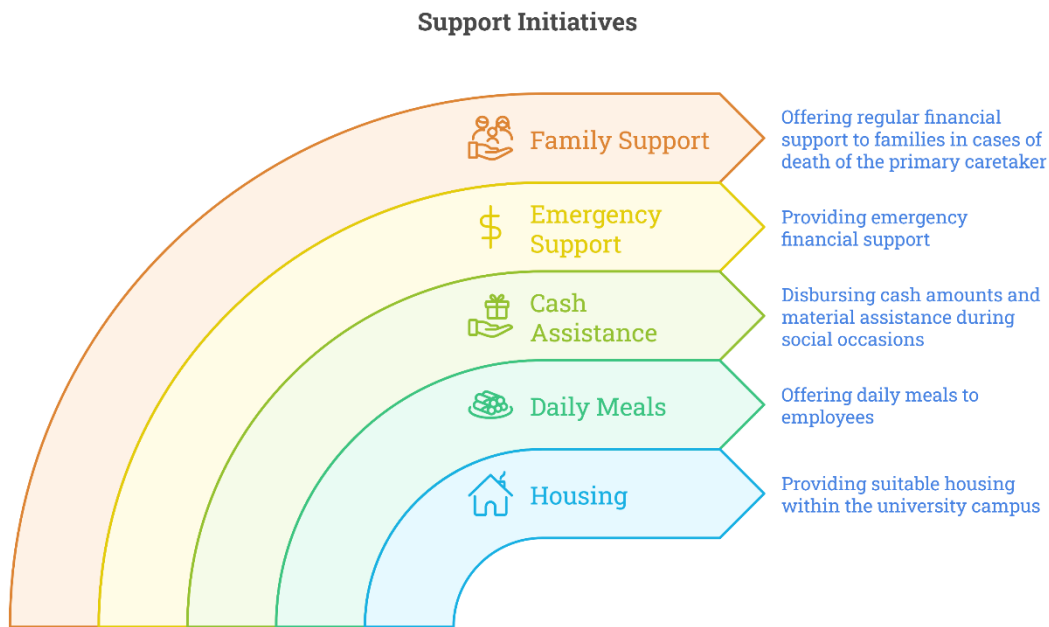 Support Initiatives
Family Support
Offering regular financial
support to families in cases of
death of the primary caretaker
Emergency
Support
Providing emergency
financial support
Cash
Assistance
Disbursing cash amounts and
material assistance during
social occasions
Daily Meals
Offering daily meals to
employees
Housing
Providing suitable housing
within the university campus